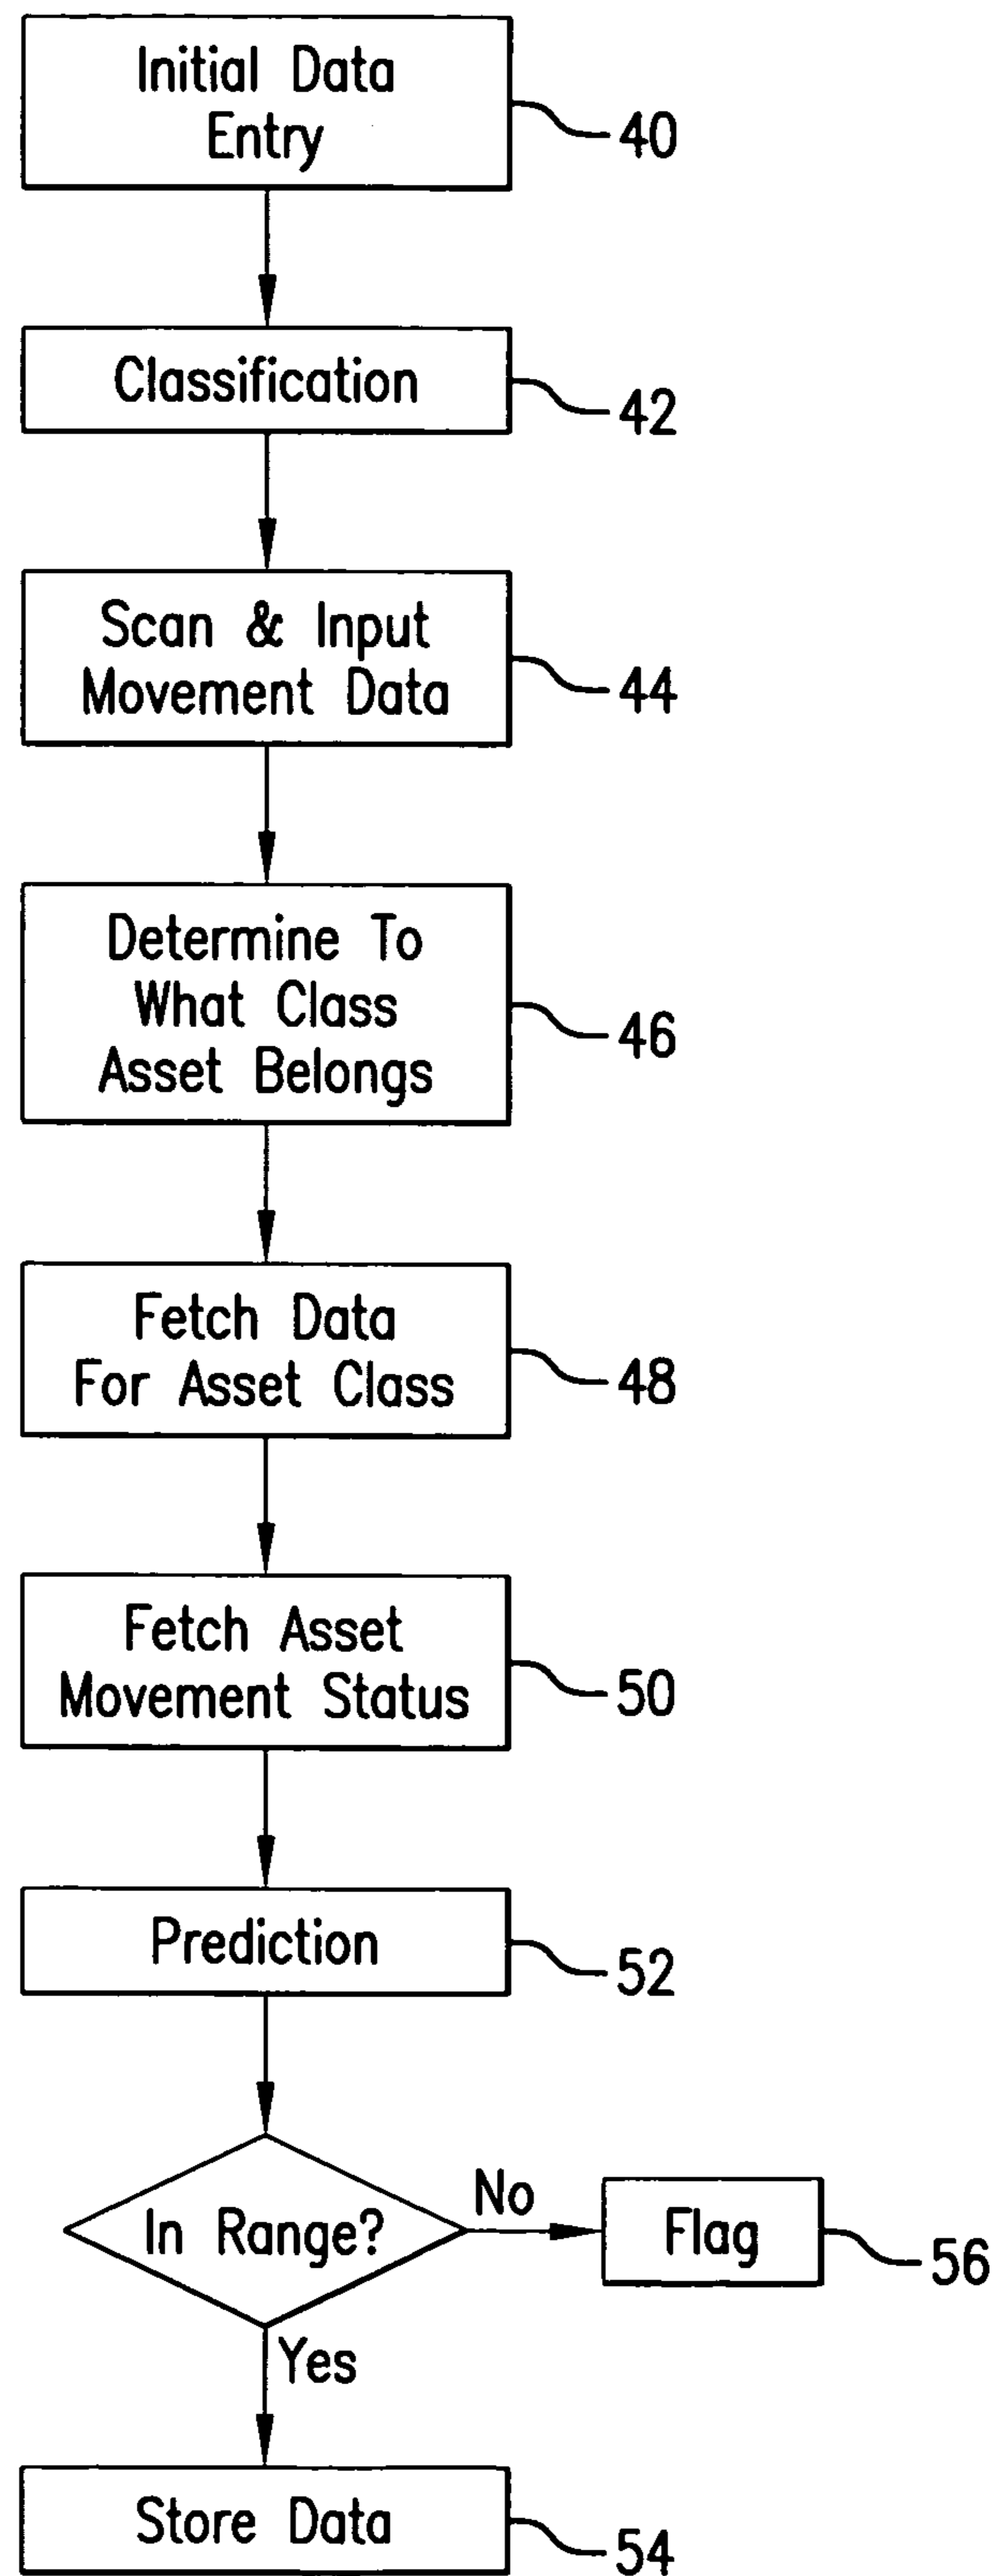 Initial Data
Entry
40
Classification
42
Scan & Input
Movement Data
44
Determine To
What Class
Asset Belongs
46
Fetch Data
For Asset Class
48
Fetch Asset
Movement Status
50
Prediction
52
In Range?
No
Flag
56
Yes
Store Data
54